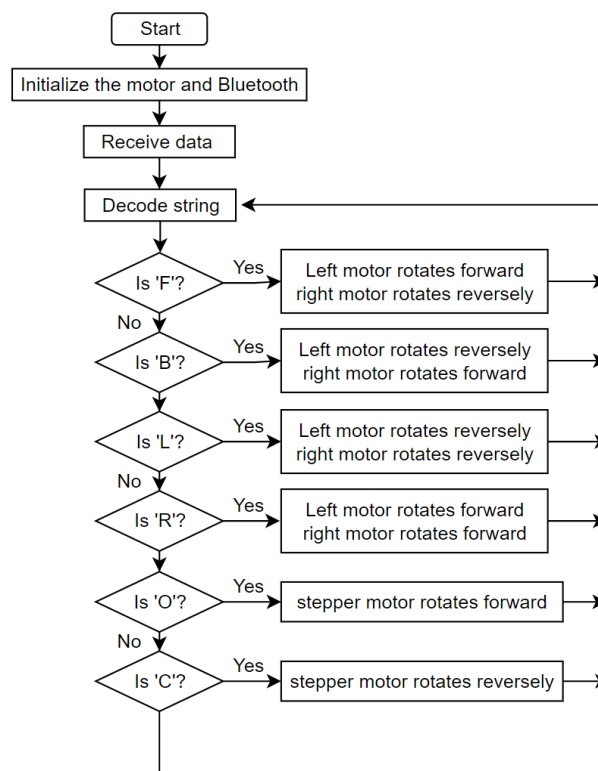 Start
Initialize the motor and Bluetooth
Receive data
Decode string
Is 'F'?
Yes
Left motor rotates forward
right motor rotates reversely
No
Is 'B'?
Yes
Left motor rotates reversely
right motor rotates forward
Is 'L'?
Yes
Left motor rotates reversely
right motor rotates reversely
No
Is 'R'?
Yes
Left motor rotates forward
right motor rotates forward
Is 'O'?
Yes
stepper motor rotates forward
No
Is 'C'?
Yes
stepper motor rotates reversely